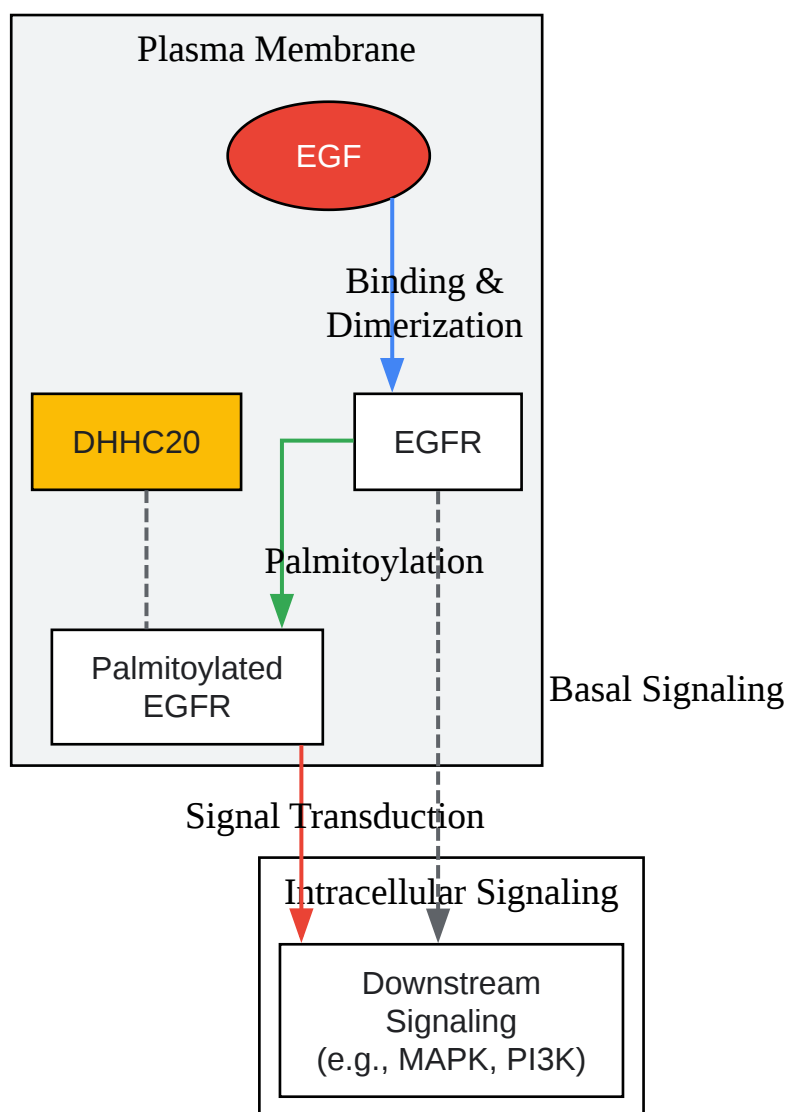 Plasma Membrane
EGF
Binding &
Dimerization
DHHC20
EGFR
Palmitoylation
Palmitoylated
EGFR
Basal Signaling
Signal Transduction
Intracellular Signaling
Downstream
Signaling
(e.g., MAPK, PI3K)